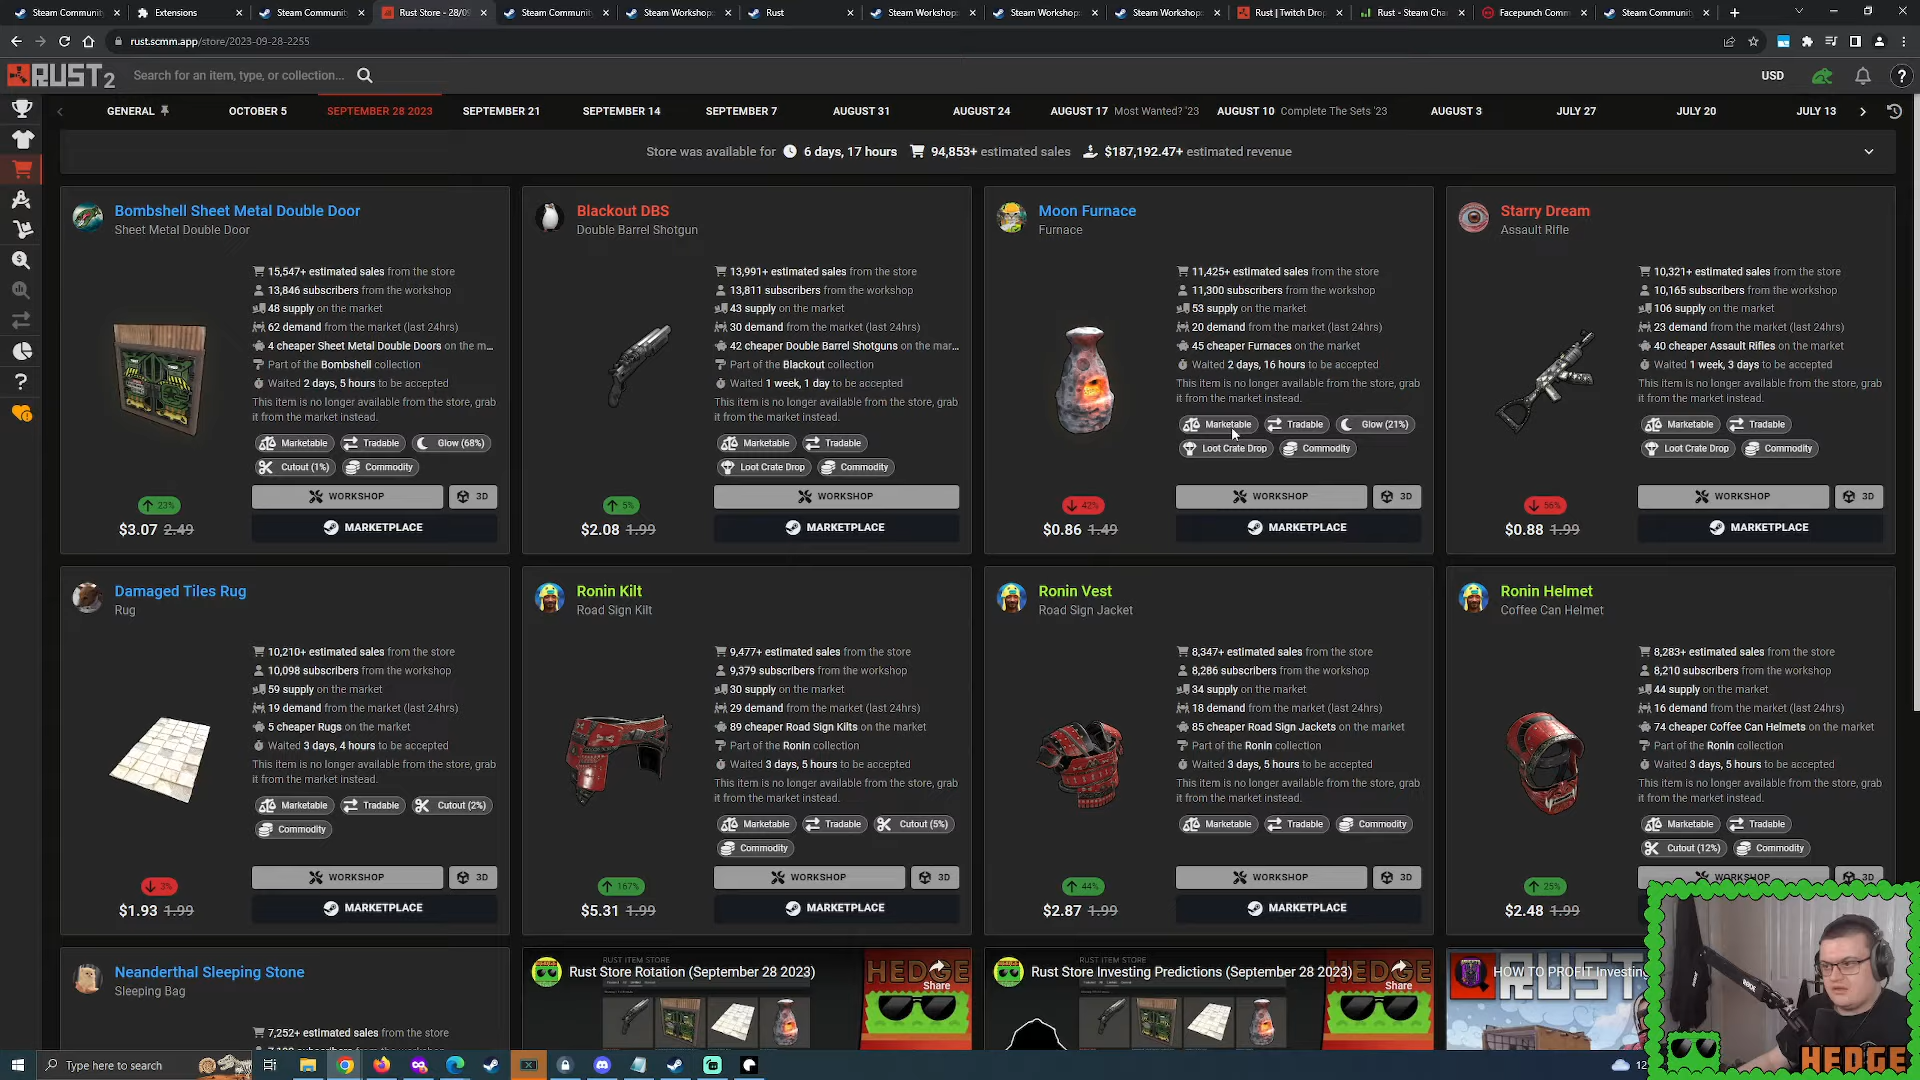 Steam Communit
Extensions
Steam Communit
Rust Store - 28/09
Steam Communit
Steam Workshop
Rust
Steam Workshop
Steam Workshop
Steam Workshop
Rust | Twitch Drop
Rust - Steam Cha
Facepunch Comm
Steam Communit
rust.scmm.app/store/2023-09-28-2255
RUST 2
Search for an item, type, or collection...
USD
GENERAL
OCTOBER 5
SEPTEMBER 28 2023
SEPTEMBER 21
SEPTEMBER 14
SEPTEMBER 7
AUGUST 31
AUGUST 24
AUGUST 17 Most Wanted? '23
AUGUST 10 Complete The Sets '23
AUGUST 3
JULY 27
JULY 20
JULY 13
Store was available for 6 days, 17 hours 94,853+ estimated sales $187,192.47+ estimated revenue
Bombshell Sheet Metal Double Door
Sheet Metal Double Door
15,547+ estimated sales from the store
13,846 subscribers from the workshop
48 supply on the market
62 demand from the market (last 24hrs)
4 cheaper Sheet Metal Double Doors on the m...
Part of the Bombshell collection
Waited 2 days, 5 hours to be accepted
This item is no longer available from the store, grab
it from the market instead.
Marketable Tradable Glow (68%)
Cutout (1%) Commodity
23%
$3.07 2.49
WORKSHOP 3D
MARKETPLACE
Blackout DBS
Double Barrel Shotgun
13,991+ estimated sales from the store
13,811 subscribers from the workshop
43 supply on the market
30 demand from the market (last 24hrs)
42 cheaper Double Barrel Shotguns on the mar...
Part of the Blackout collection
Waited 1 week, 1 day to be accepted
This item is no longer available from the store, grab
it from the market instead.
Marketable Tradable
Loot Crate Drop Commodity
5%
$2.08 1.99
WORKSHOP
MARKETPLACE
Moon Furnace
Furnace
11,425+ estimated sales from the store
11,300 subscribers from the workshop
53 supply on the market
20 demand from the market (last 24hrs)
45 cheaper Furnaces on the market
Waited 2 days, 16 hours to be accepted
This item is no longer available from the store, grab
it from the market instead.
Marketable Tradable Glow (21%)
Loot Crate Drop Commodity
42%
$0.86 1.49
WORKSHOP 3D
MARKETPLACE
Starry Dream
Assault Rifle
10,321+ estimated sales from the store
10,165 subscribers from the workshop
106 supply on the market
23 demand from the market (last 24hrs)
40 cheaper Assault Rifles on the market
Waited 1 week, 3 days to be accepted
This item is no longer available from the store, grab
it from the market instead.
Marketable Tradable
Loot Crate Drop Commodity
56%
$0.88 1.99
WORKSHOP 3D
MARKETPLACE
Damaged Tiles Rug
Rug
10,210+ estimated sales from the store
10,098 subscribers from the workshop
59 supply on the market
19 demand from the market (last 24hrs)
5 cheaper Rugs on the market
Waited 3 days, 4 hours to be accepted
This item is no longer available from the store, grab
it from the market instead.
Marketable Tradable Cutout (2%)
Commodity
3%
$1.93 1.99
WORKSHOP 3D
MARKETPLACE
Ronin Kilt
Road Sign Kilt
9,477+ estimated sales from the store
9,379 subscribers from the workshop
30 supply on the market
29 demand from the market (last 24hrs)
89 cheaper Road Sign Kilts on the market
Part of the Ronin collection
Waited 3 days, 5 hours to be accepted
This item is no longer available from the store, grab
it from the market instead.
Marketable Tradable Cutout (5%)
Commodity
167%
$5.31 1.99
WORKSHOP 3D
MARKETPLACE
Ronin Vest
Road Sign Jacket
8,347+ estimated sales from the store
8,286 subscribers from the workshop
34 supply on the market
18 demand from the market (last 24hrs)
85 cheaper Road Sign Jackets on the market
Part of the Ronin collection
Waited 3 days, 5 hours to be accepted
This item is no longer available from the store, grab
it from the market instead.
Marketable Tradable Commodity
44%
$2.87 1.99
WORKSHOP 3D
MARKETPLACE
Ronin Helmet
Coffee Can Helmet
8,283+ estimated sales from the store
8,210 subscribers from the workshop
44 supply on the market
16 demand from the market (last 24hrs)
74 cheaper Coffee Can Helmets on the market
Part of the Ronin collection
Waited 3 days, 5 hours to be accepted
This item is no longer available from the store, grab
it from the market instead.
Marketable Tradable
Cutout (12%) Commodity
25%
$2.48 1.99
WORKSHOP 3D
Neanderthal Sleeping Stone
Sleeping Bag
7,252+ estimated sales from the store
RUST ITEM STORE
Rust Store Rotation (September 28 2023)
HEDGE
Share
RUST ITEM STORE
Rust Store Investing Predictions (September 28 2023)
HEDGE
Share
HOW TO PROFIT Investin
RUST
HEDGE
Type here to search
12